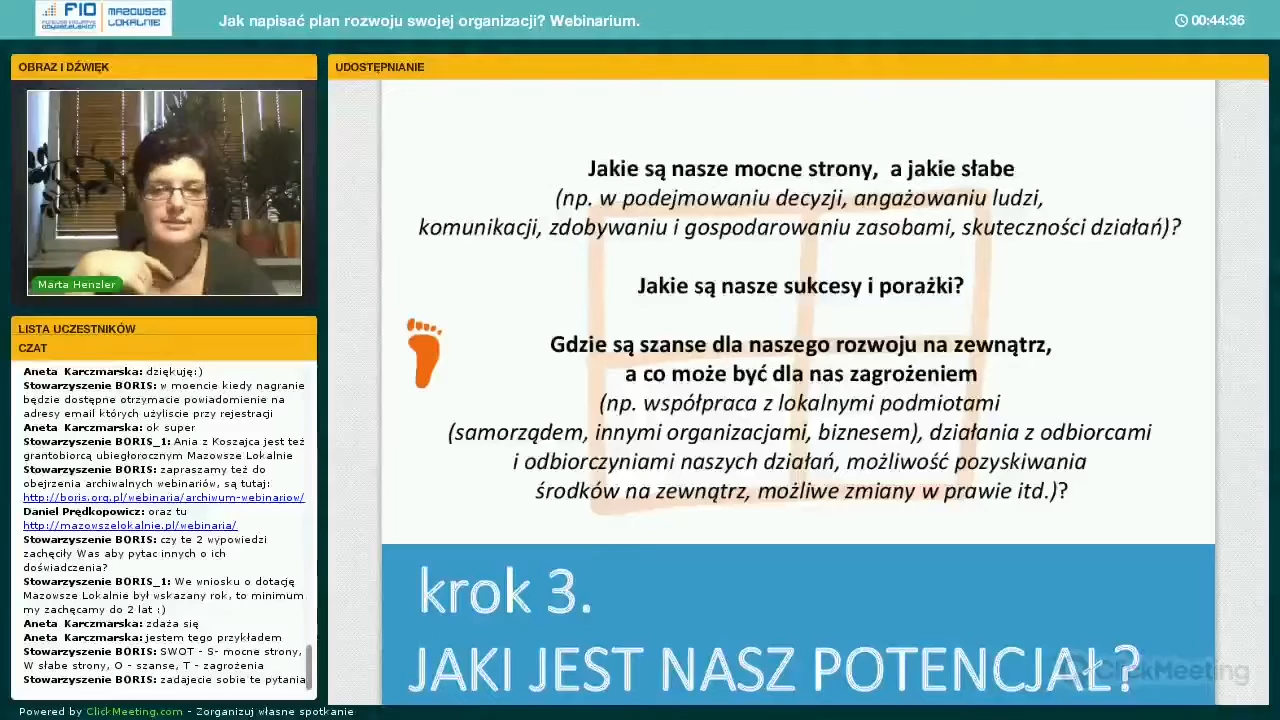 FIO
MAZOWSZE
LOKALNIE
Jak napisać plan rozwoju swojej organizacji? Webinarium.
00:44:36
OBRAZ I DŹWIĘK
Marta Henzler
LISTA UCZESTNIKÓW
CZAT
Aneta Karczmarska: dziękuję:)
Stowarzyszenie BORIS: w moencie kiedy nagranie
będzie dostępne otrzymacie powiadomienie na
adresy email których użyliscie przy rejestracji
Aneta Karczmarska: ok super
Stowarzyszenie BORIS_1: Ania z Koszajca jest też
grantobiorcą ubiegłorocznym Mazowsze Lokalnie
Stowarzyszenie BORIS: zapraszamy też do
obejrzenia archiwalnych webinariów, są tutaj:
http://boris.org.pl/webinaria/archiwum-webinariow/
Daniel Prędkopowicz: oraz tu
http://mazowszelokalnie.pl/webinaria/
Stowarzyszenie BORIS: czy te 2 wypowiedzi
zachęciły Was aby pytac innych o ich
doświadczenia?
Stowarzyszenie BORIS_1: We wniosku o dotację
Mazowsze Lokalnie był wskazany rok, to minimum
my zachęcamy do 2 lat :)
Aneta Karczmarska: zdaża się
Aneta Karczmarska: jestem tego przykładem
Stowarzyszenie BORIS: SWOT - S- mocne strony,
W słabe strony, O - szanse, T - zagrożenia
Stowarzyszenie BORIS: zadajecie sobie te pytania
UDOSTĘPNIANIE
Jakie są nasze mocne strony, a jakie słabe
(np. w podejmowaniu decyzji, angażowaniu ludzi,
komunikacji, zdobywaniu i gospodarowaniu zasobami, skuteczności działań)?
Jakie są nasze sukcesy i porażki?
Gdzie są szanse dla naszego rozwoju na zewnątrz,
a co może być dla nas zagrożeniem
(np. współpraca z lokalnymi podmiotami
(samorządem, innymi organizacjami, biznesem), działania z odbiorcami
i odbiorczyniami naszych działań, możliwość pozyskiwania
środków na zewnątrz, możliwe zmiany w prawie itd.)?
krok 3.
JAKI JEST NASZ POTENCJAŁ?
ClickMeeting
Powered by ClickMeeting.com - Zorganizuj własne spotkanie